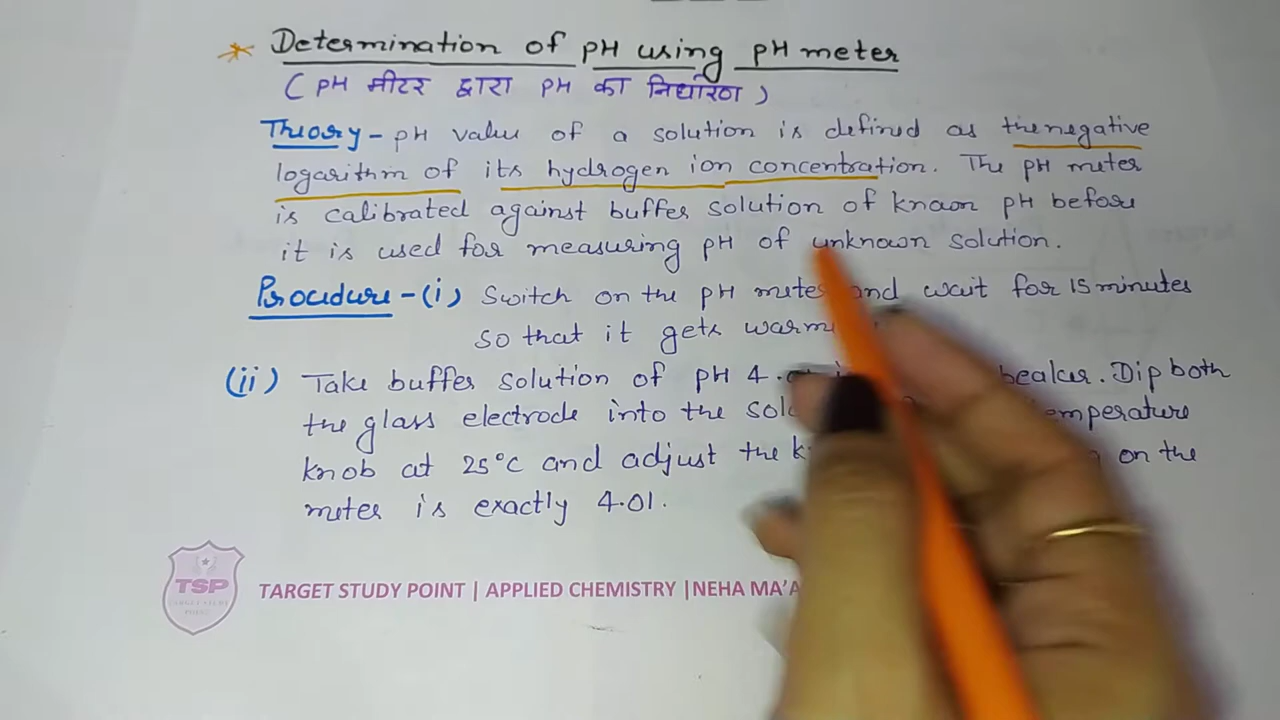 Determination of pH using pH meter
(PH मीटर द्वारा PH का निर्धारण)
Theory - pH value of a solution is defined as the negative
logarithm of its hydrogen ion concentration. The pH meter
is calibrated against buffer solution of known pH before
it is used for measuring pH of unknown solution.
Procedure - (i) Switch on the pH meter and wait for 15 minutes
so that it gets warm
(ii) Take buffer solution of pH 4. beaker. Dip both
the glass electrode into the temperature
knob at 25°C and adjust the on the
meter is exactly 4.01.
TSP
TARGET STUDY POINT
TARGET STUDY POINT | APPLIED CHEMISTRY | NEHA MA'A